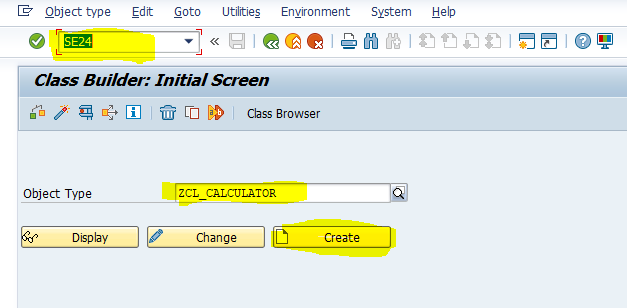 Object type Edit Goto Utilities Environment System Help
SE24
Class Builder: Initial Screen
Class Browser
Object Type ZCL_CALCULATOR
Display Change Create